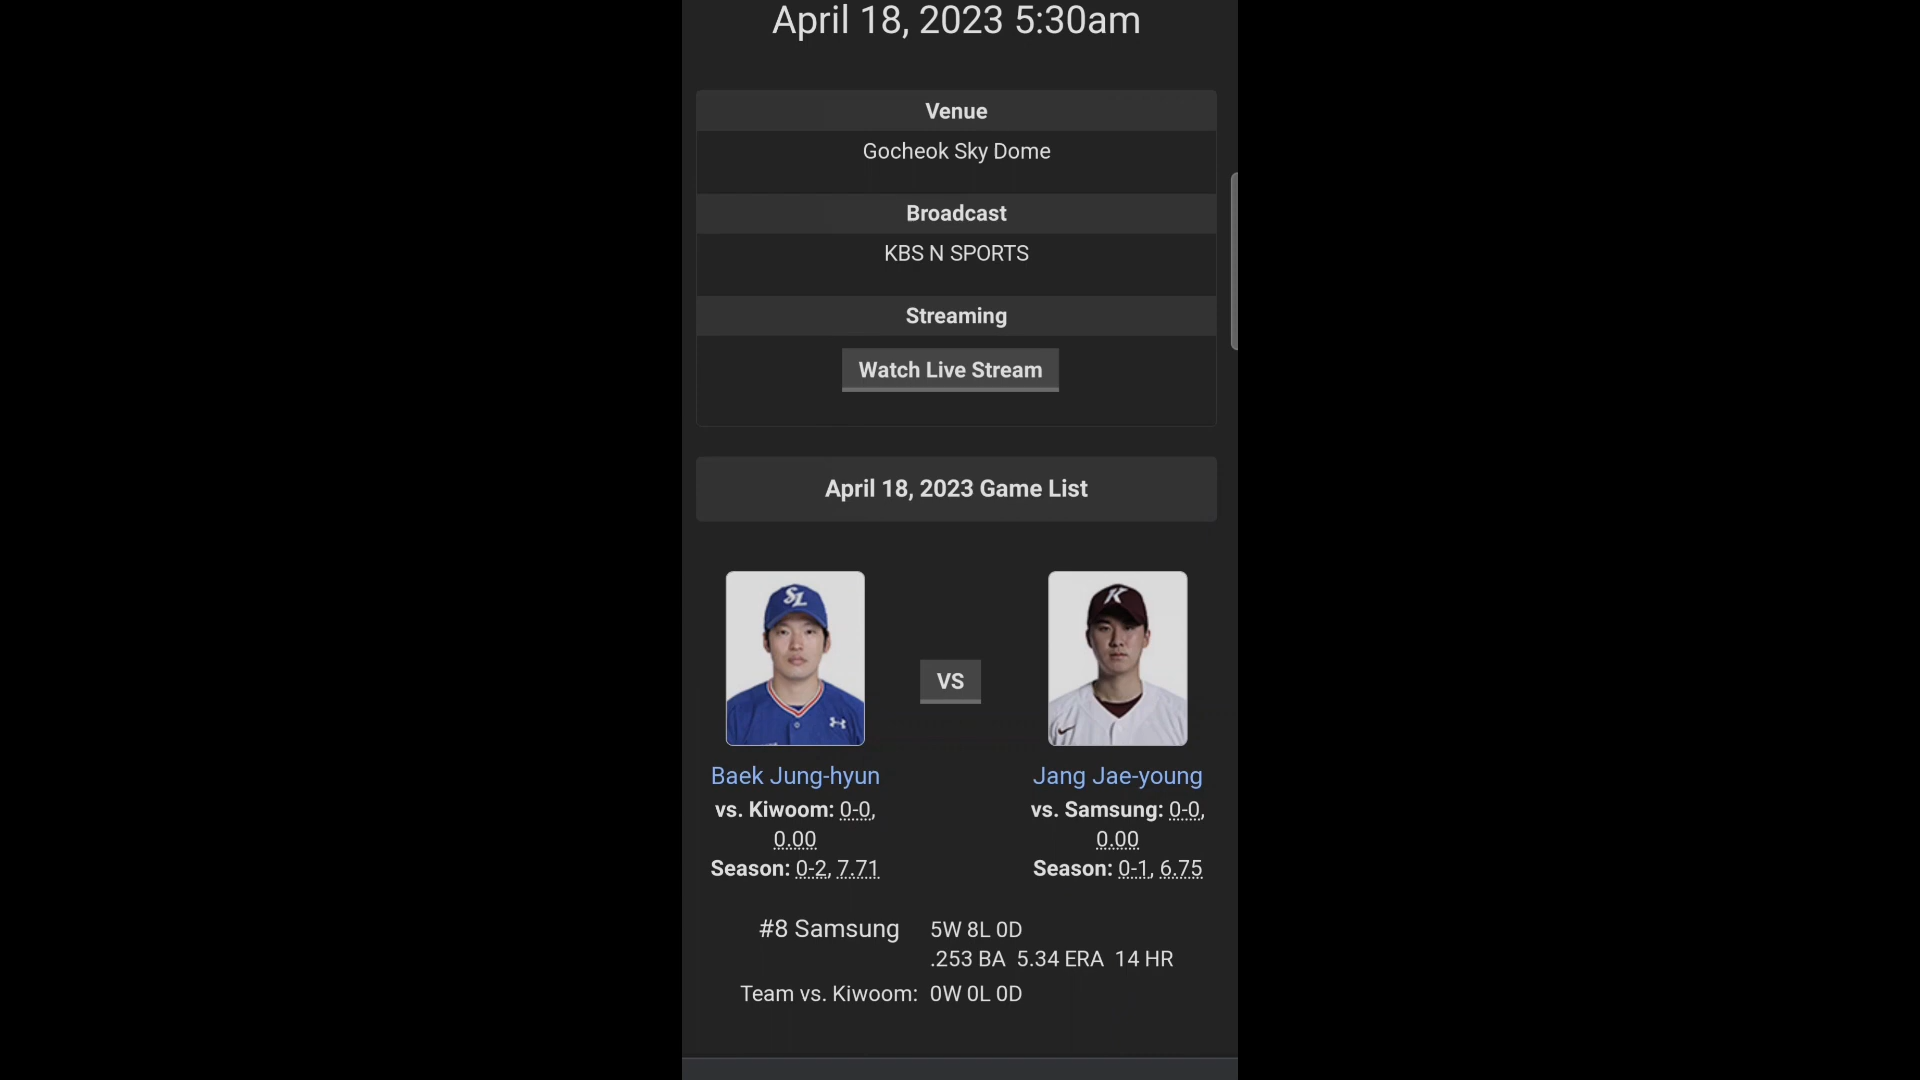 April 18, 2023 5:30am
Venue
Gocheok Sky Dome
Broadcast
KBS N SPORTS
Streaming
Watch Live Stream
April 18, 2023 Game List
SL
K
VS
Baek Jung-hyun
vs. Kiwoom: 0-0,
0.00
Season: 0-2, 7.71
Jang Jae-young
vs. Samsung: 0-0,
0.00
Season: 0-1, 6.75
#8 Samsung 5W 8L 0D
.253 BA 5.34 ERA 14 HR
Team vs. Kiwoom: 0W 0L 0D